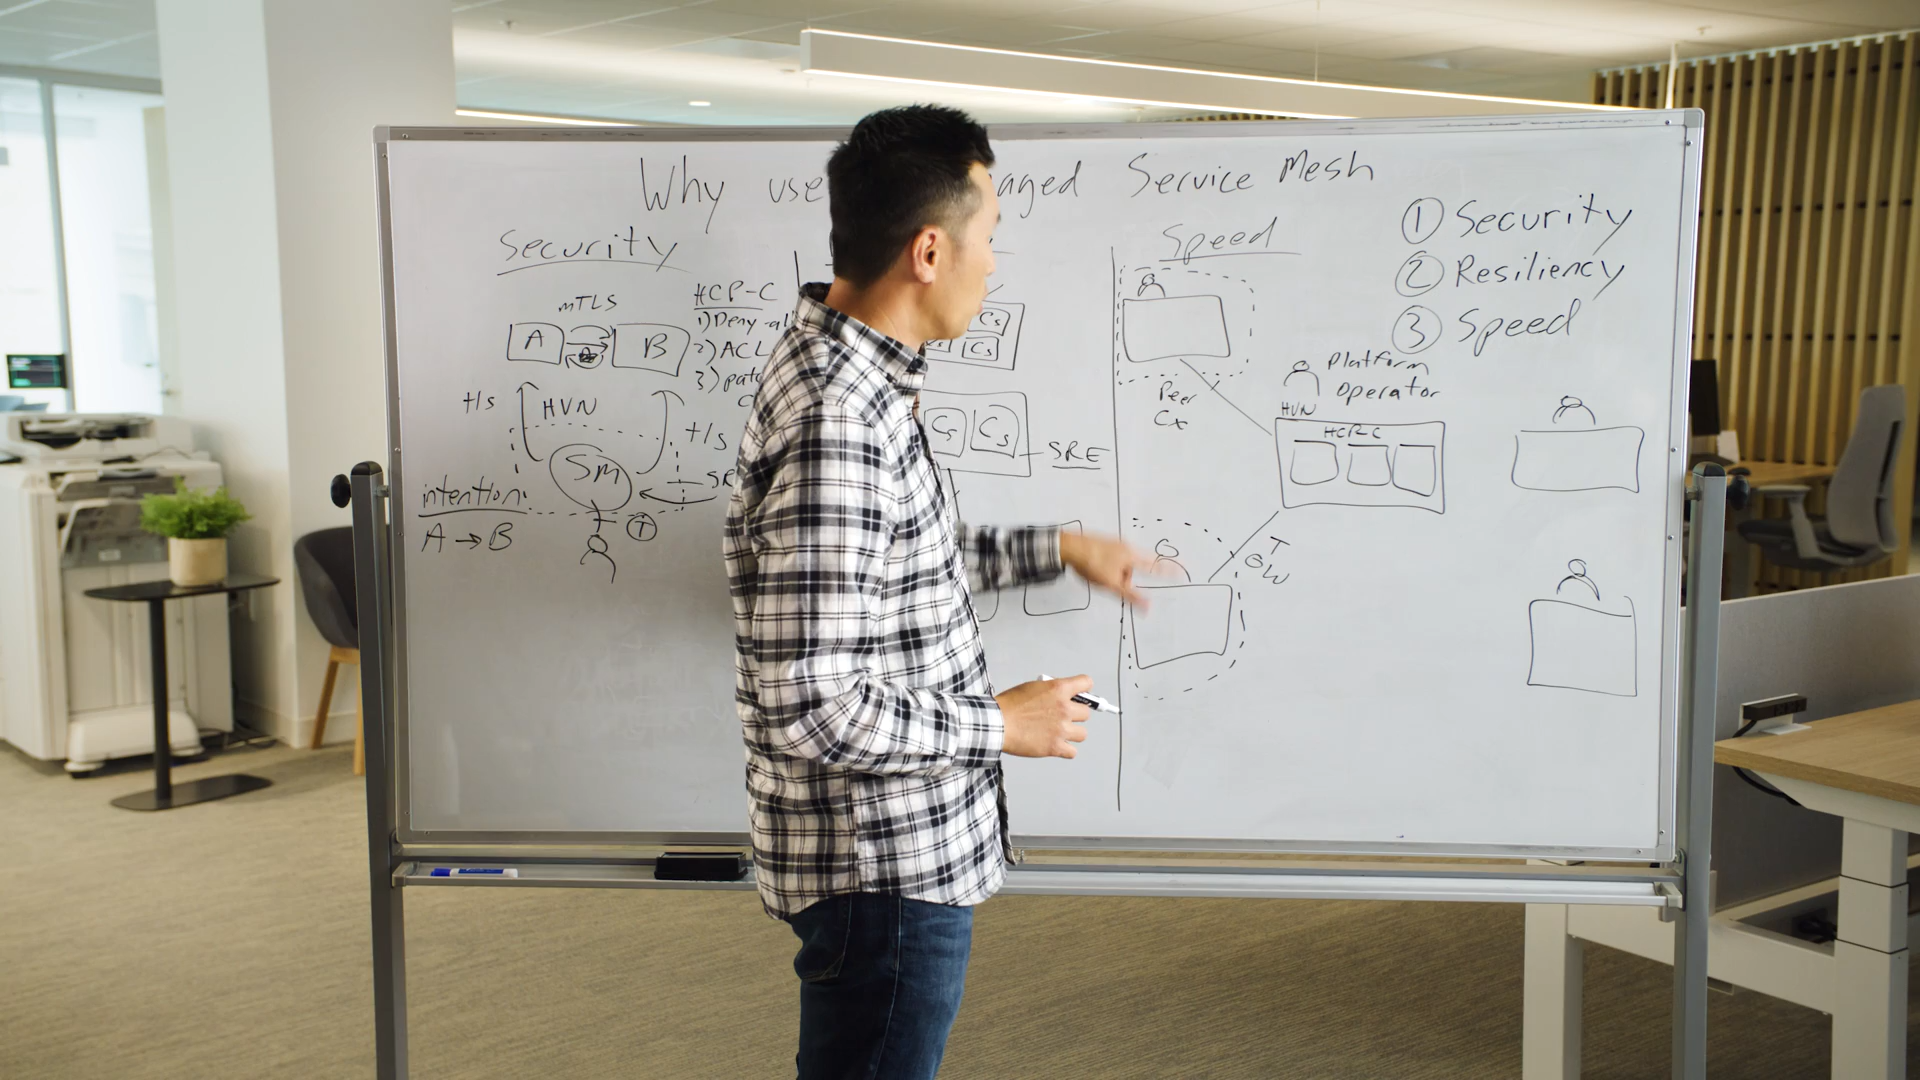 Why use aged Service Mesh
① Security
② Resiliency
③ Speed
Security
mTLS
A
B
HCP-C
1) Deny-al
2) ACL
3) patc
C
tls
HVN
tls
SM
SR
intention:
A → B
T
Cs
Cs
Cs
Cs
SRE
Speed
Peer
Cx
Platform
Operator
HVN
HCP-C
T
GW